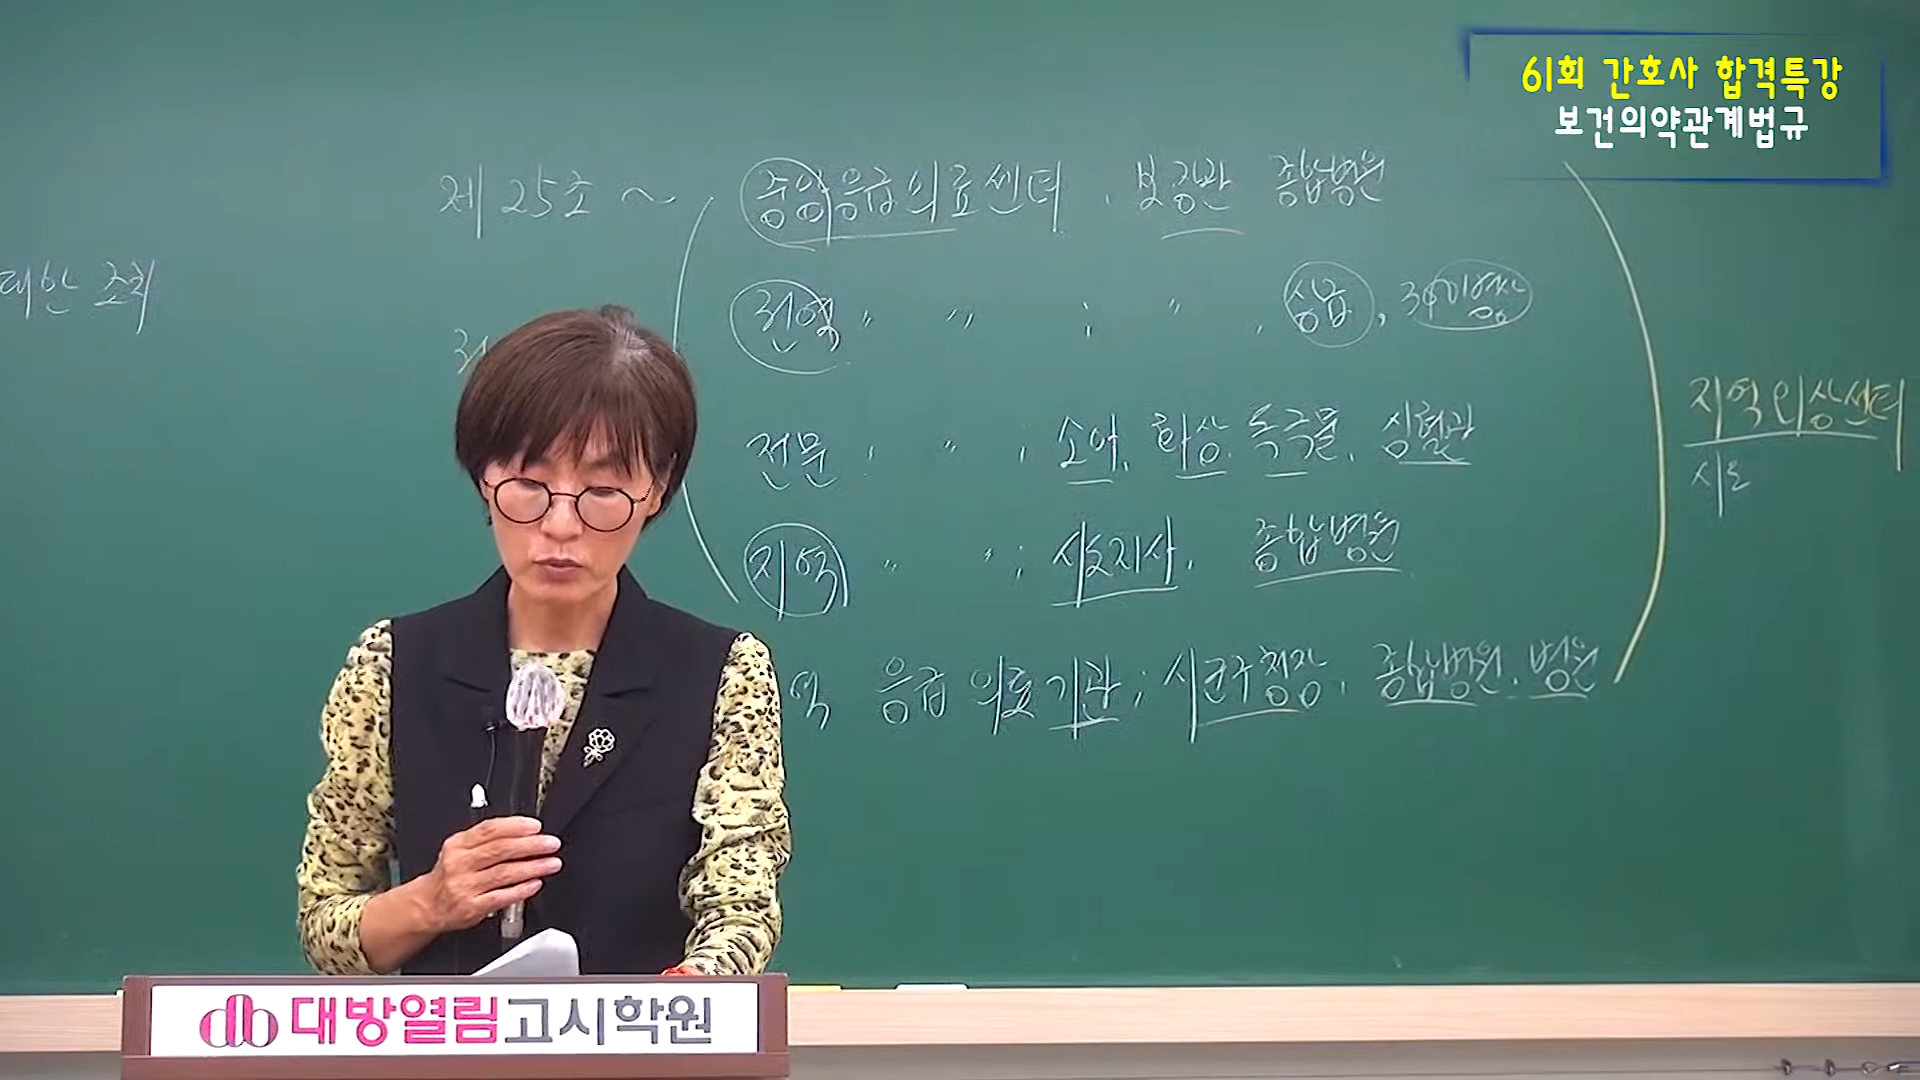 61회 간호사 합격특강
보건의약관계법규
제 25조 ~ 중앙응급의료센터 , 보장관 종합병원
대한 조치
권역 〃 〃 ; 〃 , 상급 , 300병상
전문 ; 〃 ; 소아, 화상, 독극물, 심혈관
지역외상센터
시도
지역 〃 〃 ; 시도지사, 종합병원
역 응급 의료기관 ; 시군구청장, 종합병원, 병원
대방열림고시학원